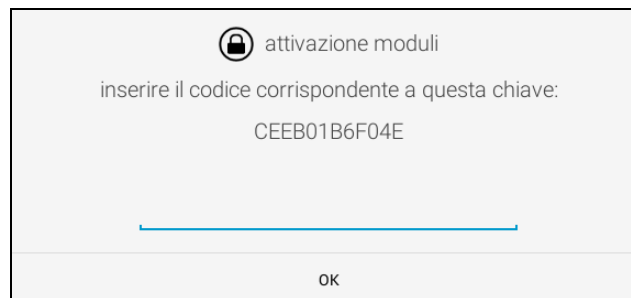 attivazione moduli
inserire il codice corrispondente a questa chiave:
CEEB01B6F04E
OK